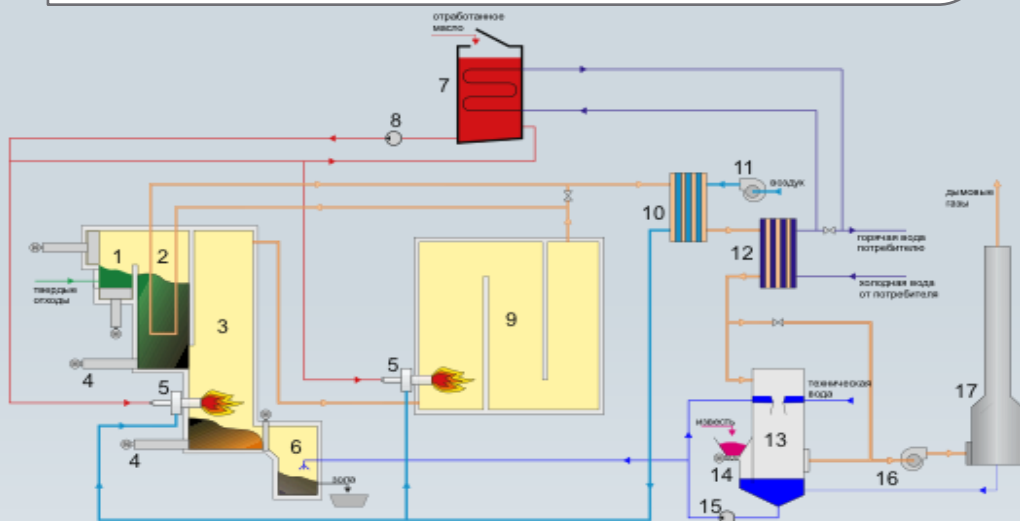 отработанное
масло
7
8
11
воздух
10
дымовые
газы
12
горячая вода
потребителю
холодная вода
от потребителя
1
2
твердые
отходы
3
9
4
5
5
техническая
вода
17
известь
13
4
6
14
16
зола
15